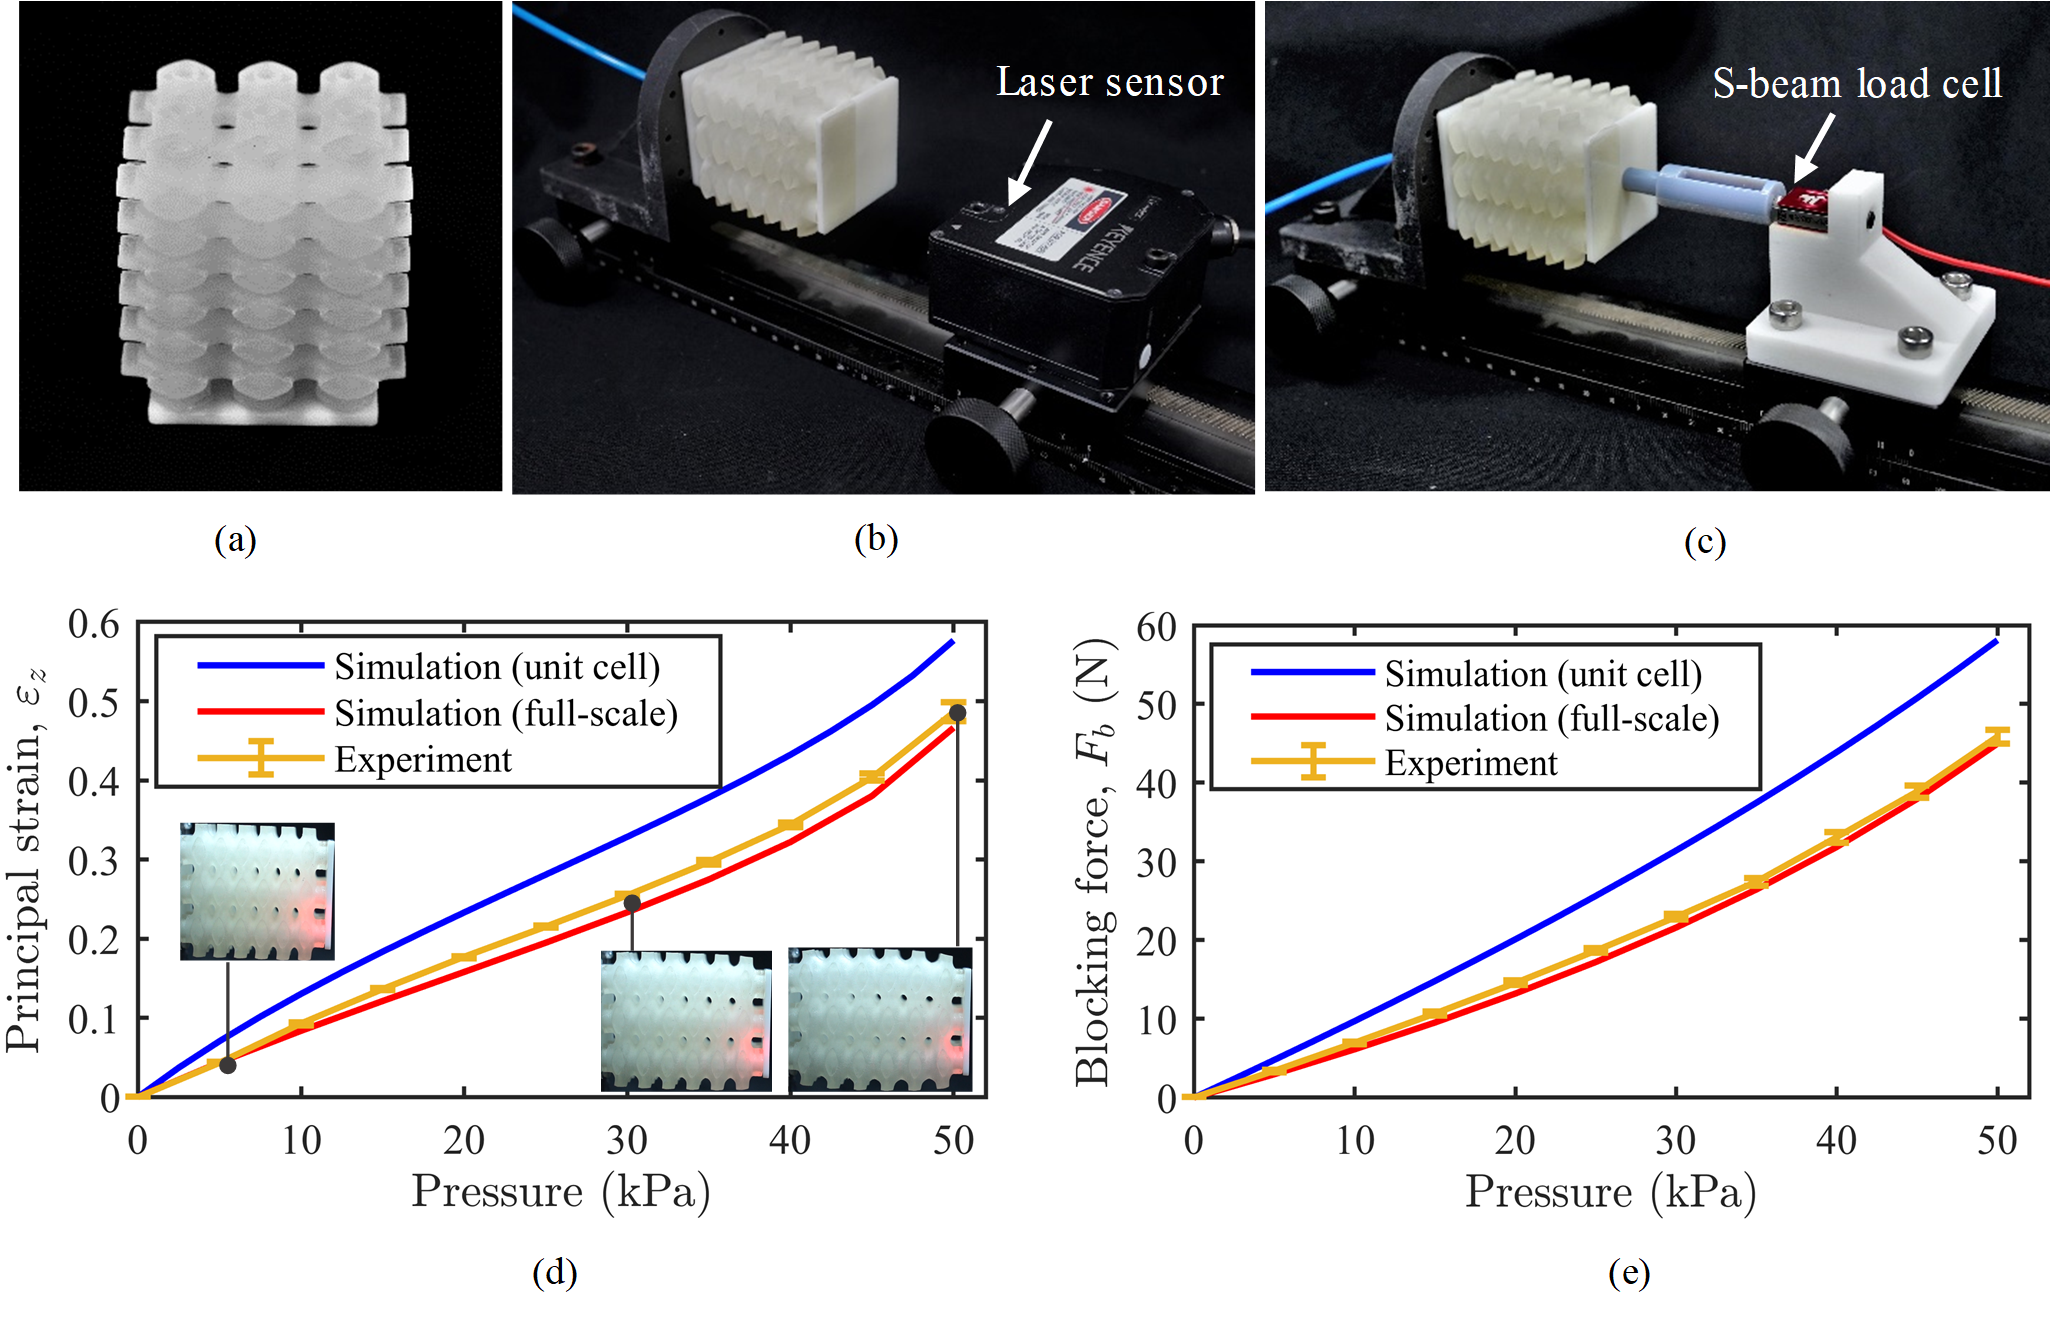 Laser sensor
KEYENCE
S-beam load cell
(a)
(b)
(c)
Principal strain, εz
0.6
0.5
0.4
0.3
0.2
0.1
0
Simulation (unit cell)
Simulation (full-scale)
Experiment
0 10 20 30 40 50
Pressure (kPa)
(d)
Blocking force, Fb (N)
60
50
40
30
20
10
0
Simulation (unit cell)
Simulation (full-scale)
Experiment
0 10 20 30 40 50
Pressure (kPa)
(e)